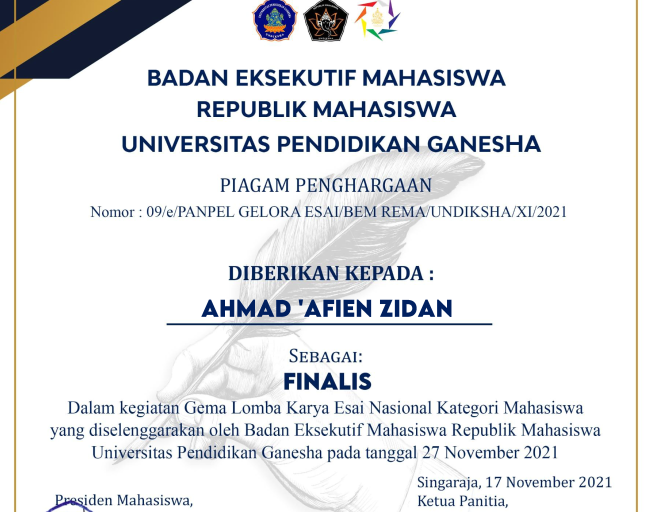 BADAN EKSEKUTIF MAHASISWA
REPUBLIK MAHASISWA
UNIVERSITAS PENDIDIKAN GANESHA
PIAGAM PENGHARGAAN
Nomor : 09/e/PANPEL GELORA ESAI/BEM REMA/UNDIKSHA/XI/2021
DIBERIKAN KEPADA :
AHMAD 'AFIEN ZIDAN
SEBAGAI:
FINALIS
Dalam kegiatan Gema Lomba Karya Esai Nasional Kategori Mahasiswa
yang diselenggarakan oleh Badan Eksekutif Mahasiswa Republik Mahasiswa
Universitas Pendidikan Ganesha pada tanggal 27 November 2021
Singaraja, 17 November 2021
Presiden Mahasiswa,
Ketua Panitia,